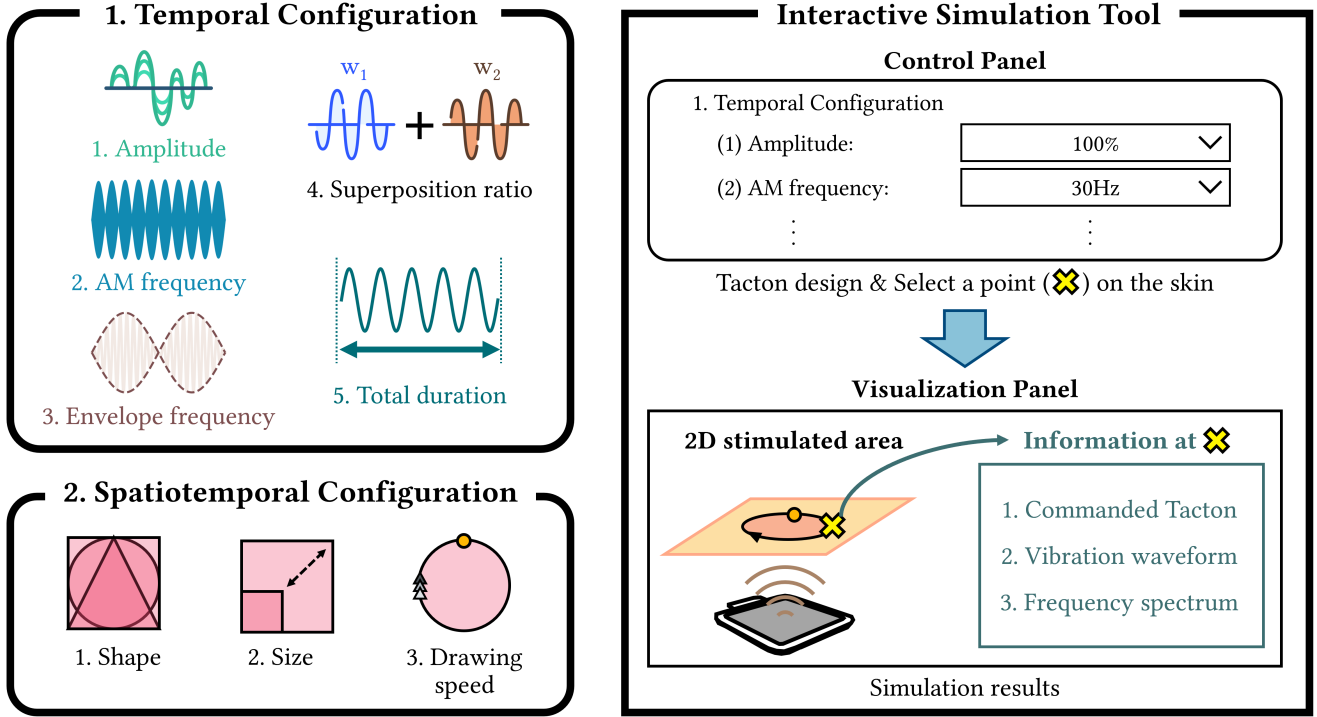 1. Temporal Configuration
1. Amplitude
2. AM frequency
3. Envelope frequency
w1 w2
4. Superposition ratio
5. Total duration
2. Spatiotemporal Configuration
1. Shape
2. Size
3. Drawing
speed
Interactive Simulation Tool
Control Panel
1. Temporal Configuration
(1) Amplitude: 100%
(2) AM frequency: 30Hz
Tacton design & Select a point ( ) on the skin
Visualization Panel
2D stimulated area
Information at
1. Commanded Tacton
2. Vibration waveform
3. Frequency spectrum
Simulation results